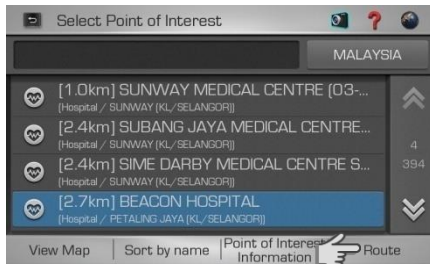 Select Point of Interest
?
MALAYSIA
[1.0km] SUNWAY MEDICAL CENTRE (03-...
(Hospital / SUNWAY (KL/SELANGOR))
[2.4km] SUBANG JAYA MEDICAL CENTRE...
(Hospital / SUNWAY (KL/SELANGOR))
[2.4km] SIME DARBY MEDICAL CENTRE S...
(Hospital / SUNWAY (KL/SELANGOR))
4
394
[2.7km] BEACON HOSPITAL
(Hospital / PETALING JAYA (KL/SELANGOR))
View Map
Sort by name
Point of Interest
Information
Route